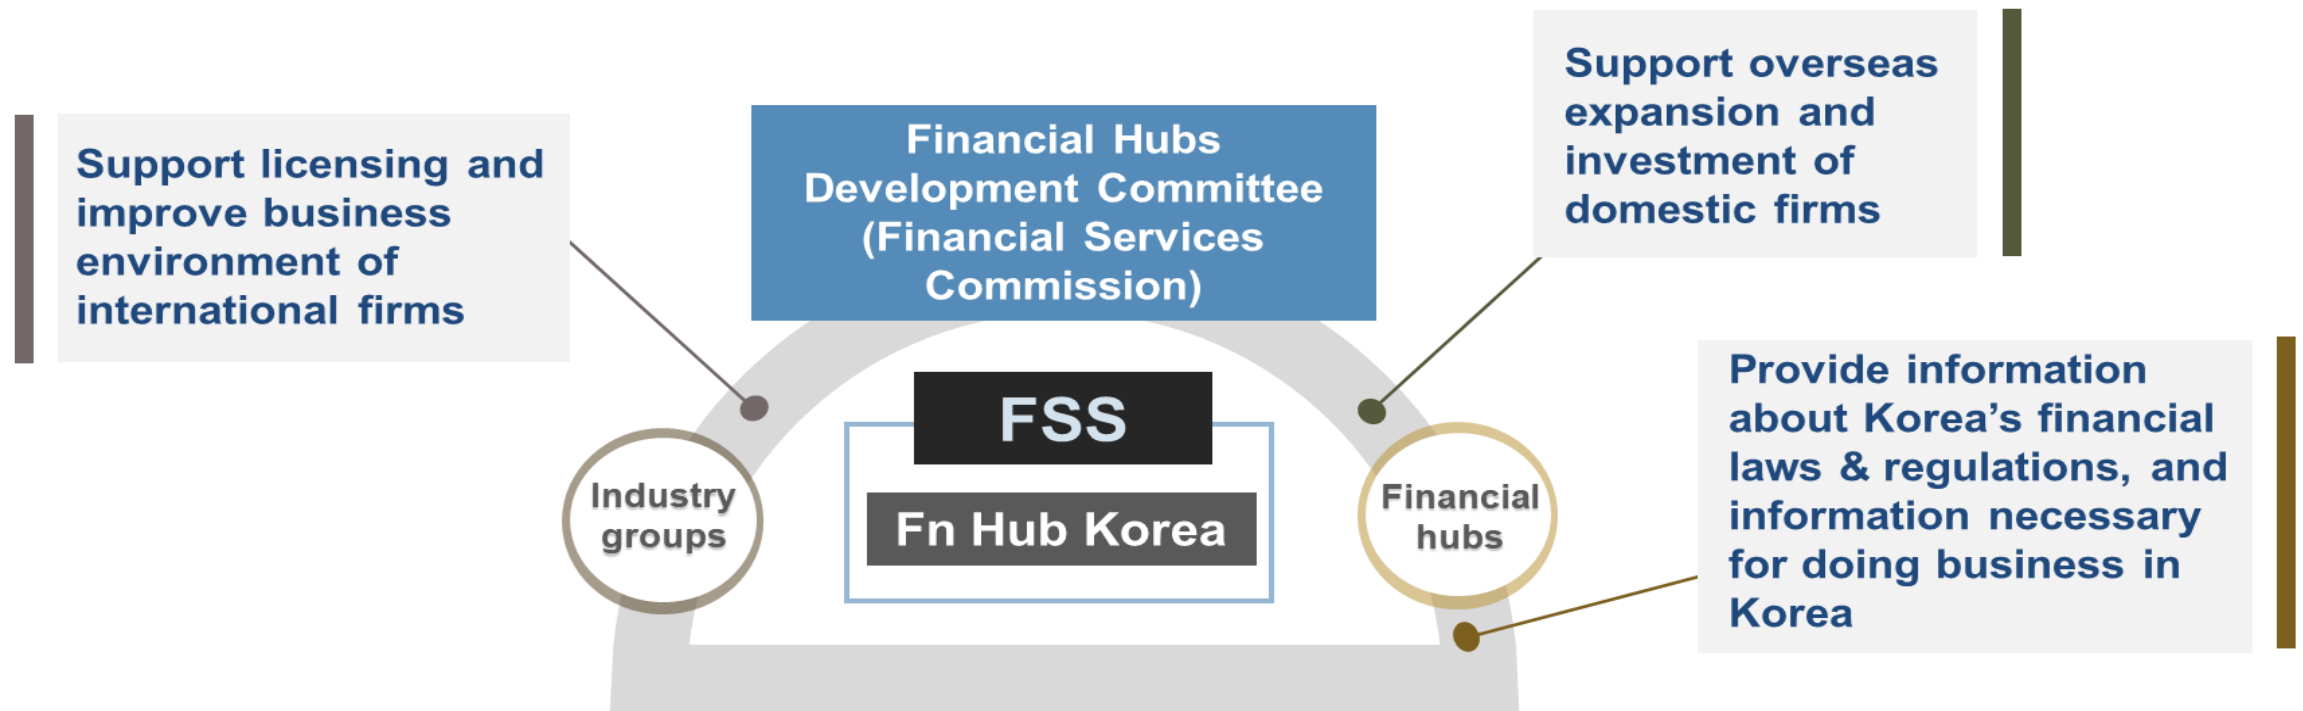 Support licensing and
improve business
environment of
international firms
Financial Hubs
Development Committee
(Financial Services
Commission)
Support overseas
expansion and
investment of
domestic firms
FSS
Fn Hub Korea
Industry
groups
Financial
hubs
Provide information
about Korea’s financial
laws & regulations, and
information necessary
for doing business in
Korea